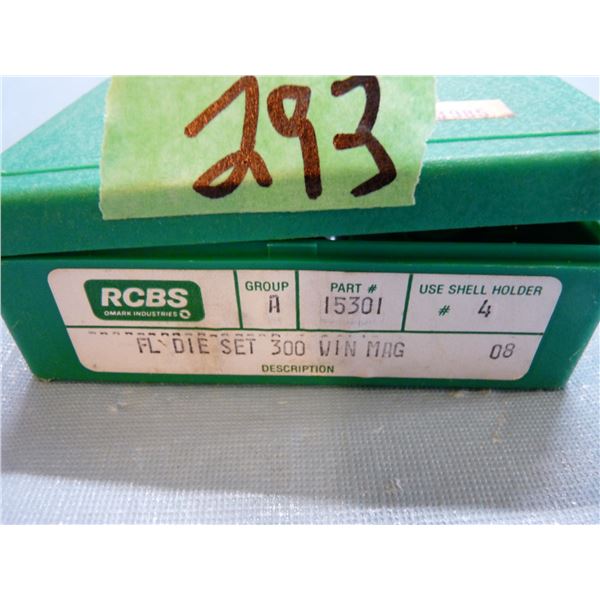 293
RCBS
OMARK INDUSTRIES
GROUP
A
PART #
15301
USE SHELL HOLDER
# 4
FL DIE SET 300 WIN MAG 08
DESCRIPTION